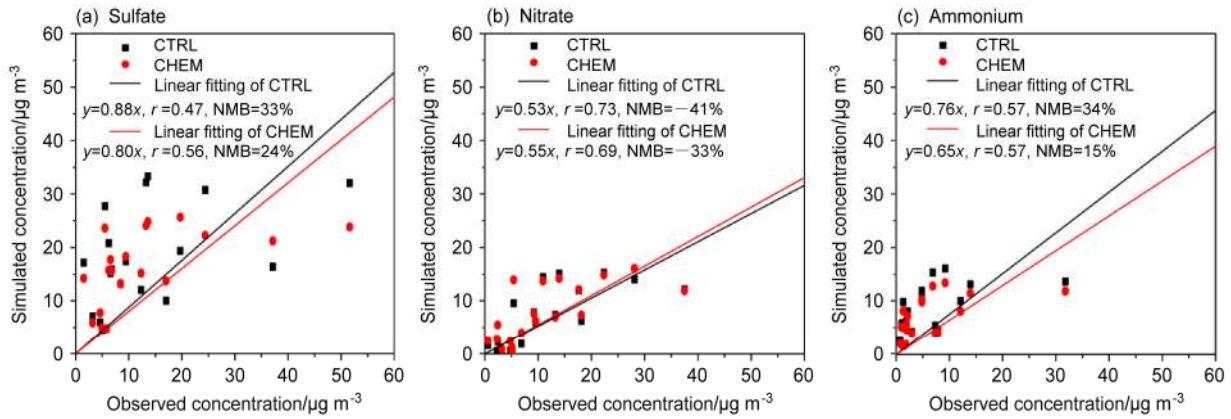 (a) Sulfate
60
50
40
30
20
10
0
Simulated concentration/µg m⁻³
CTRL
CHEM
Linear fitting of CTRL
y=0.88x, r=0.47, NMB=33%
Linear fitting of CHEM
y=0.80x, r=0.56, NMB=24%
0 10 20 30 40 50 60
Observed concentration/µg m⁻³
(b) Nitrate
60
50
40
30
20
10
0
Simulated concentration/µg m⁻³
CTRL
CHEM
Linear fitting of CTRL
y=0.53x, r=0.73, NMB=−41%
Linear fitting of CHEM
y=0.55x, r=0.69, NMB=−33%
0 10 20 30 40 50 60
Observed concentration/µg m⁻³
(c) Ammonium
60
50
40
30
20
10
0
Simulated concentration/µg m⁻³
CTRL
CHEM
Linear fitting of CTRL
y=0.76x, r=0.57, NMB=34%
Linear fitting of CHEM
y=0.65x, r=0.57, NMB=15%
0 10 20 30 40 50 60
Observed concentration/µg m⁻³